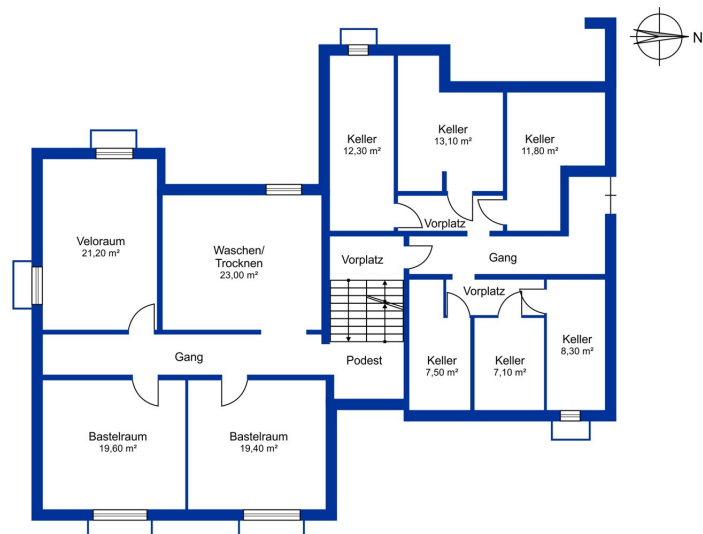 N
Keller
12,30 m²
Keller
13,10 m²
Keller
11,80 m²
Vorplatz
Veloraum
21,20 m²
Waschen/
Trocknen
23,00 m²
Vorplatz
Gang
Vorplatz
Gang
Podest
Keller
7,50 m²
Keller
7,10 m²
Keller
8,30 m²
Bastelraum
19,60 m²
Bastelraum
19,40 m²